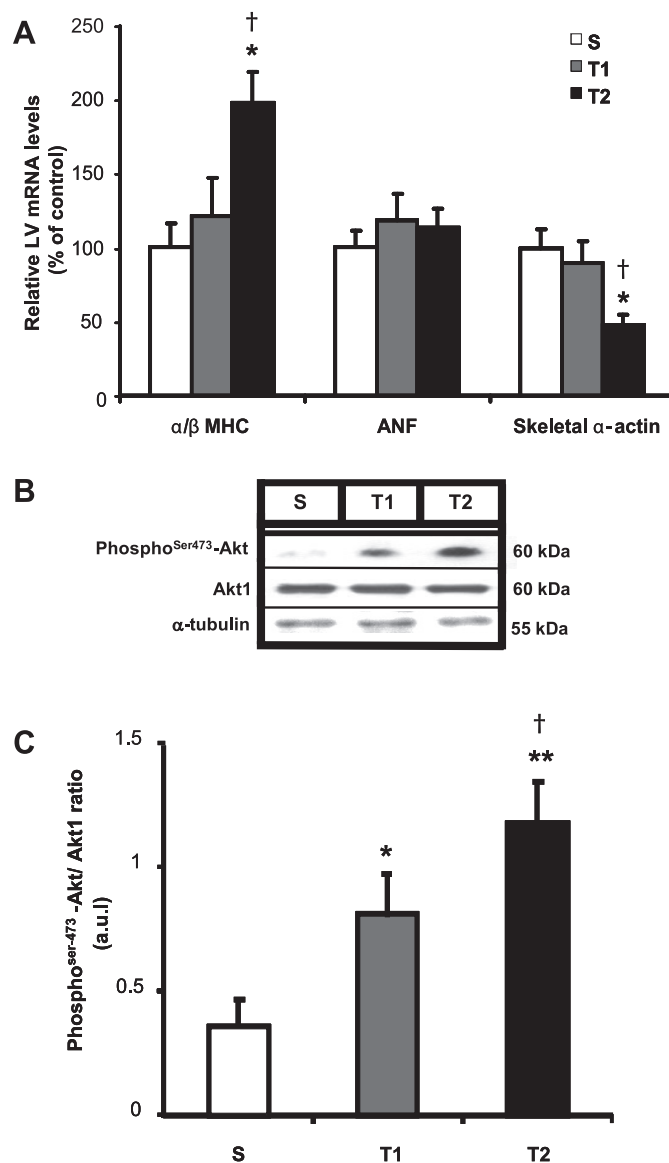 A
250
200
150
100
50
0
Relative LV mRNA levels
(% of control)
†
*
†
*
S
T1
T2
α/β MHC ANF Skeletal α-actin
B
S T1 T2
Phospho^Ser473-Akt 60 kDa
Akt1 60 kDa
α-tubulin 55 kDa
C
1.5
1
0.5
0
Phospho^ser-473 -Akt/ Akt1 ratio
(a.u.l)
*
†
**
S T1 T2